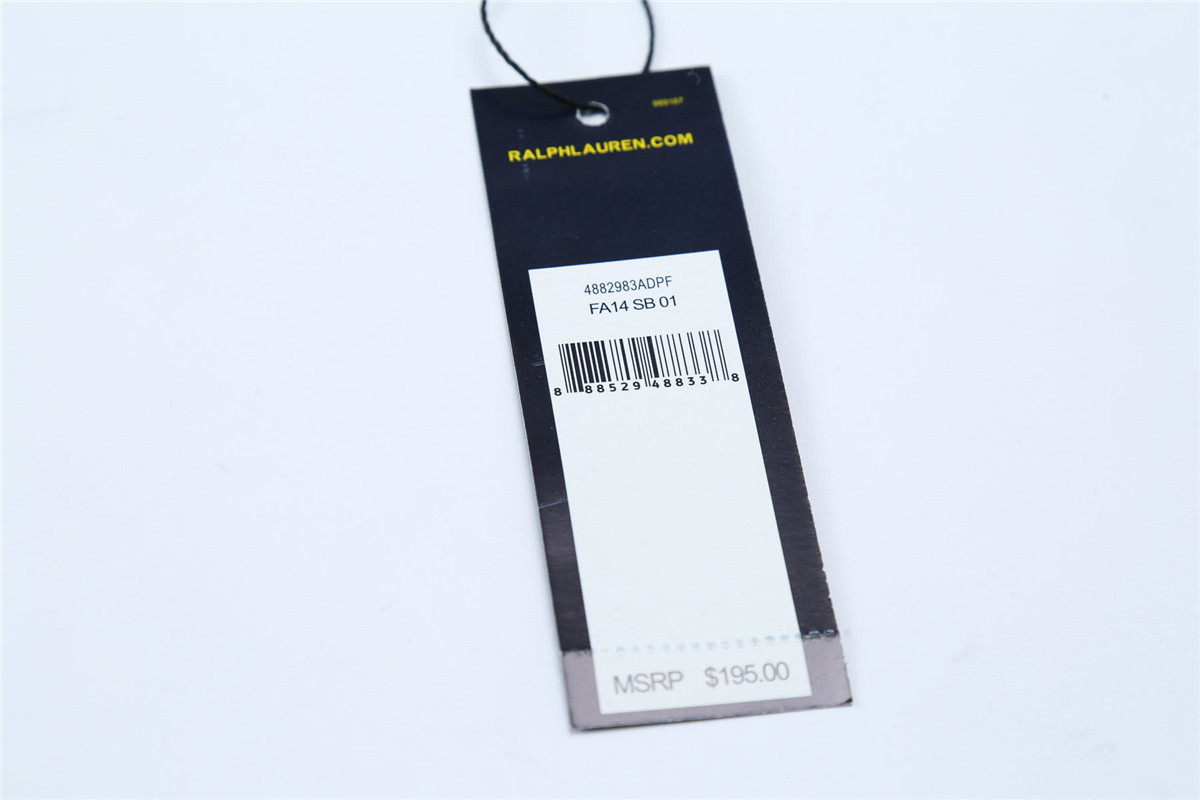 RALPHLAUREN.COM
4882983ADPF
FA14 SB 01
8 88529 48833 8
MSRP $195.00